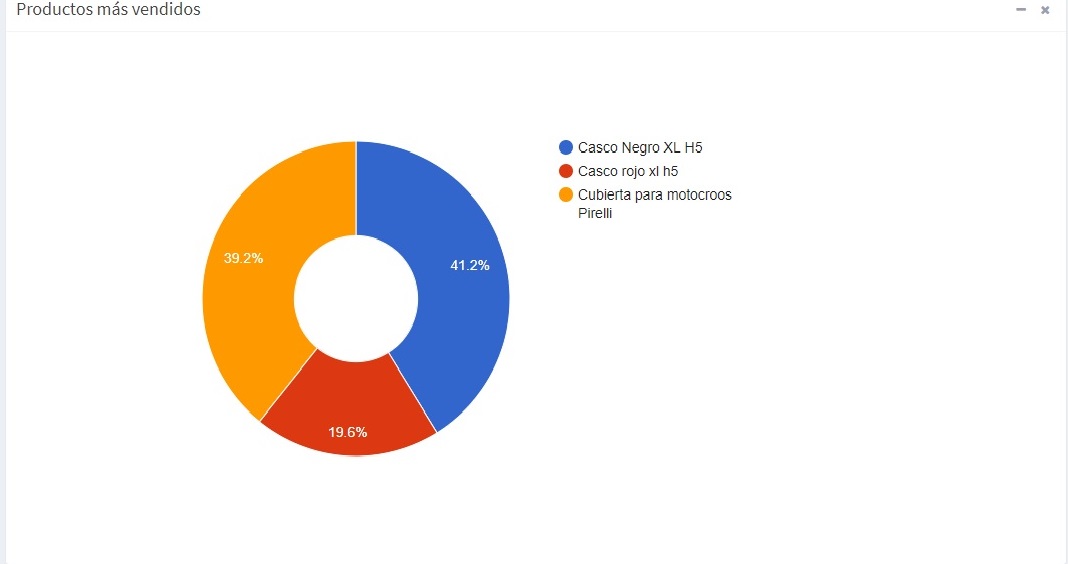 Productos más vendidos
Casco Negro XL H5
Casco rojo xl h5
Cubierta para motocroos
Pirelli
39.2%
41.2%
19.6%